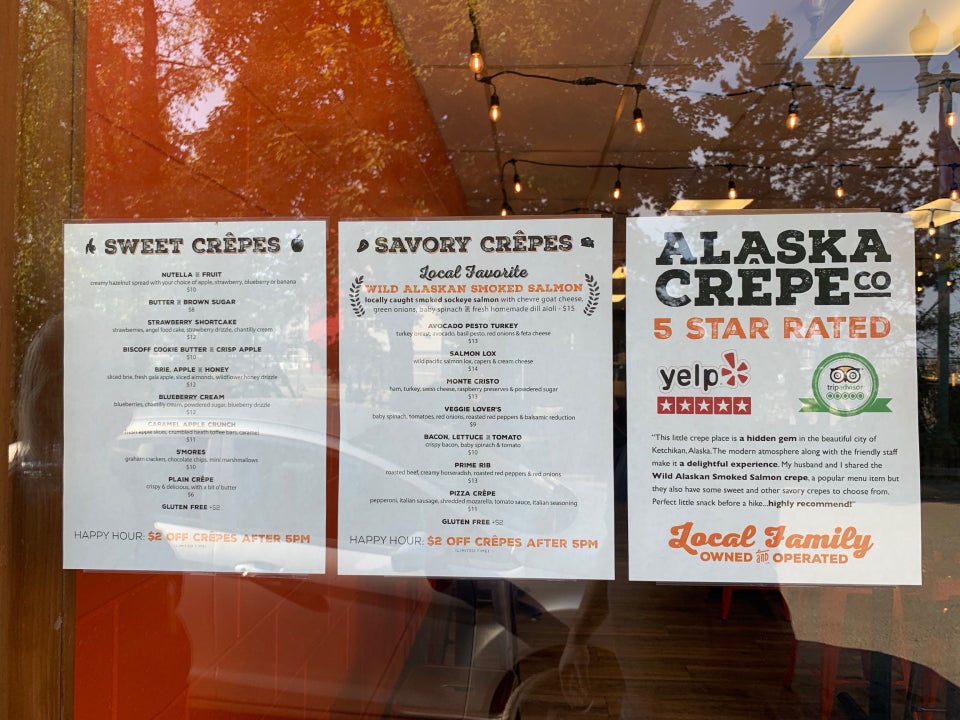 SWEET CRÊPES
NUTELLA & FRUIT
creamy hazelnut spread with your choice of apple, strawberry, blueberry or banana
$10
BUTTER & BROWN SUGAR
$8
STRAWBERRY SHORTCAKE
strawberries, angel food cake, strawberry drizzle, chantilly cream
$12
BISCOFF COOKIE BUTTER & CRISP APPLE
$10
BRIE, APPLE & HONEY
sliced brie, fresh gala apple, sliced almonds, wildflower honey drizzle
$12
BLUEBERRY CREAM
blueberries, chantilly cream, powdered sugar, blueberry drizzle
$12
CARAMEL APPLE CRUNCH
fresh apple slices, crumbled heath toffee bars, caramel
$11
S'MORES
graham crackers, chocolate chips, mini marshmallows
$10
PLAIN CRÊPE
crispy & delicious, with a bit o'butter
$6
GLUTEN FREE +$2
HAPPY HOUR: $2 OFF CRÊPES AFTER 5PM
(LIMITED TIME)
SAVORY CRÊPES
Local Favorite
WILD ALASKAN SMOKED SALMON
locally caught smoked sockeye salmon with chevre goat cheese,
green onions, baby spinach & fresh homemade dill aioli - $15
AVOCADO PESTO TURKEY
turkey breast, avocado, basil pesto, red onions & feta cheese
$13
SALMON LOX
wild pacific salmon lox, capers & cream cheese
$14
MONTE CRISTO
ham, turkey, swiss cheese, raspberry preserves & powdered sugar
$13
VEGGIE LOVER'S
baby spinach, tomatoes, red onions, roasted red peppers & balsamic reduction
$9
BACON, LETTUCE & TOMATO
crispy bacon, baby spinach & tomato
$10
PRIME RIB
roasted beef, creamy horseradish, roasted red peppers & red onions
$13
PIZZA CRÊPE
pepperoni, italian sausage, shredded mozzarella, tomato sauce, italian seasoning
$11
GLUTEN FREE +$2
HAPPY HOUR: $2 OFF CRÊPES AFTER 5PM
(LIMITED TIME)
ALASKA
CRÊPE CO
5 STAR RATED
yelp
tripadvisor
"This little crepe place is a hidden gem in the beautiful city of
Ketchikan, Alaska. The modern atmosphere along with the friendly staff
make it a delightful experience. My husband and I shared the
Wild Alaskan Smoked Salmon crepe, a popular menu item but
they also have some sweet and other savory crepes to choose from.
Perfect little snack before a hike...highly recommend!"
Local Family
OWNED AND OPERATED